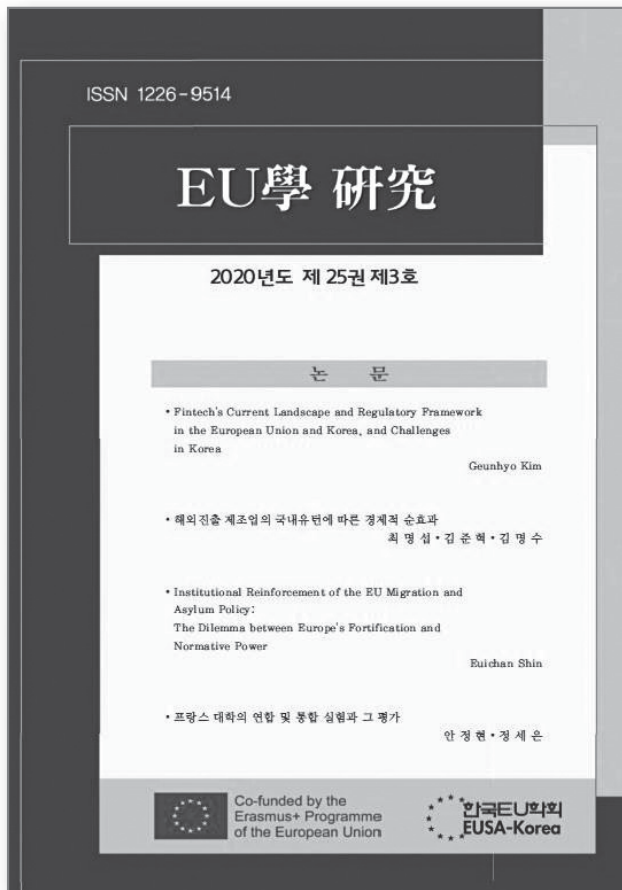 ISSN 1226-9514
EU學 硏究
2020년도 제 25권 제3호
논 문
• Fintech's Current Landscape and Regulatory Framework
in the European Union and Korea, and Challenges
in Korea
Geunhyo Kim
• 해외진출 제조업의 국내유턴에 따른 경제적 순효과
최 명 섭 • 김 준 혁 • 김 명 수
• Institutional Reinforcement of the EU Migration and
Asylum Policy:
The Dilemma between Europe's Fortification and
Normative Power
Euichan Shin
• 프랑스 대학의 연합 및 통합 실험과 그 평가
안 정 현 • 정 세 은
Co-funded by the
Erasmus+ Programme
of the European Union
한국EU학회
EUSA-Korea